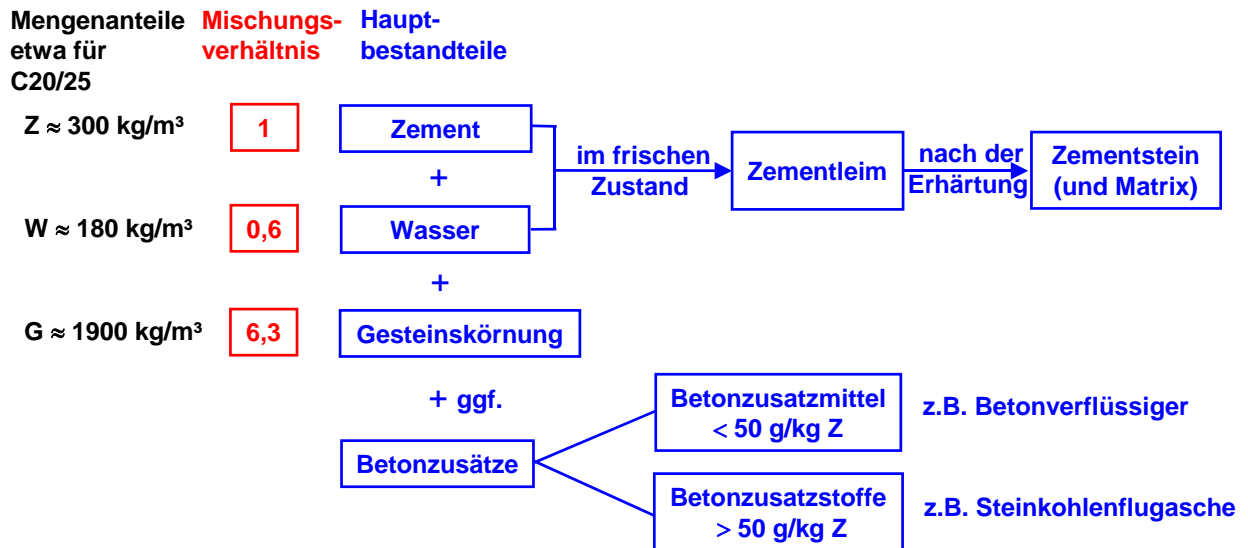 Mengenanteile
etwa für
C20/25
Mischungs-
verhältnis
Haupt-
bestandteile
Z ≈ 300 kg/m³
1
Zement
+
im frischen
Zustand
Zementleim
nach der
Erhärtung
Zementstein
(und Matrix)
W ≈ 180 kg/m³
0,6
Wasser
+
G ≈ 1900 kg/m³
6,3
Gesteinskörnung
+ ggf.
Betonzusätze
Betonzusatzmittel
< 50 g/kg Z
z.B. Betonverflüssiger
Betonzusatzstoffe
> 50 g/kg Z
z.B. Steinkohlenflugasche